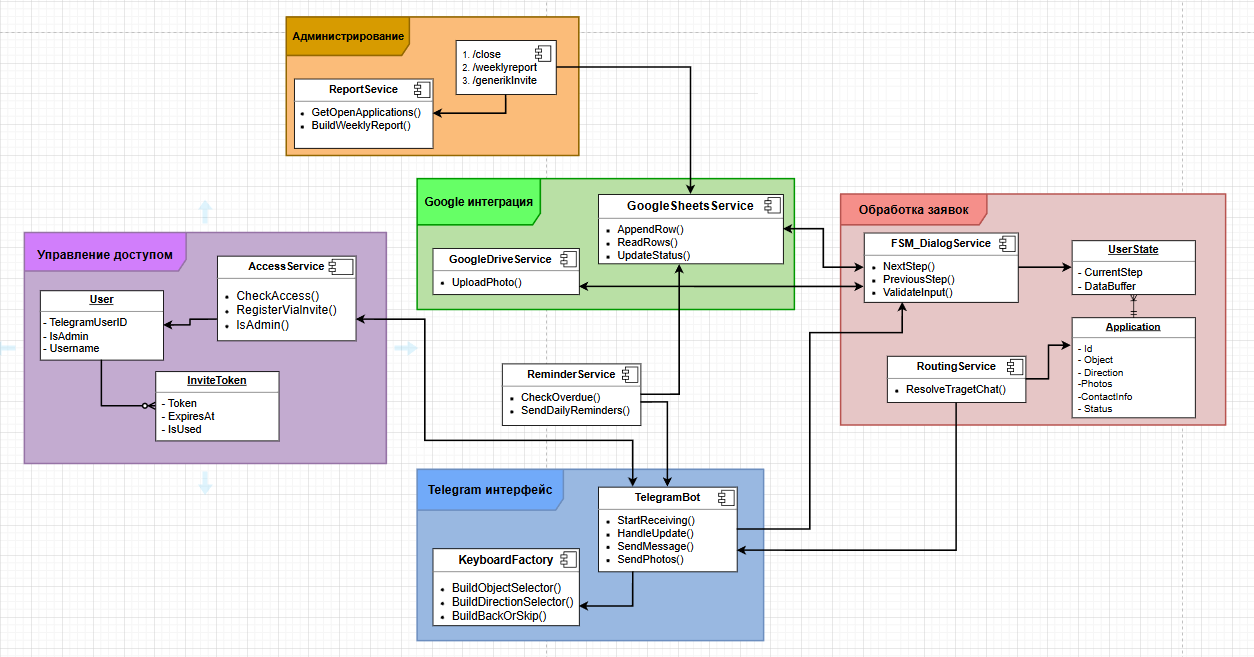 Администрирование
1. /close
2. /weeklyreport
3. /generikInvite
ReportSevice
GetOpenApplications()
BuildWeeklyReport()
Google интеграция
GoogleSheetsService
AppendRow()
ReadRows()
UpdateStatus()
GoogleDriveService
UploadPhoto()
Обработка заявок
FSM_DialogService
NextStep()
PreviousStep()
ValidateInput()
UserState
- CurrentStep
- DataBuffer
Application
- Id
- Object
- Direction
-Photos
-ContactInfo
- Status
RoutingService
ResolveTragetChat()
Управление доступом
AccessService
CheckAccess()
RegisterViaInvite()
IsAdmin()
User
- TelegramUserID
- IsAdmin
- Username
InviteToken
- Token
- ExpiresAt
- IsUsed
ReminderService
CheckOverdue()
SendDailyReminders()
Telegram интерфейс
TelegramBot
StartReceiving()
HandleUpdate()
SendMessage()
SendPhotos()
KeyboardFactory
BuildObjectSelector()
BuildDirectionSelector()
BuildBackOrSkip()